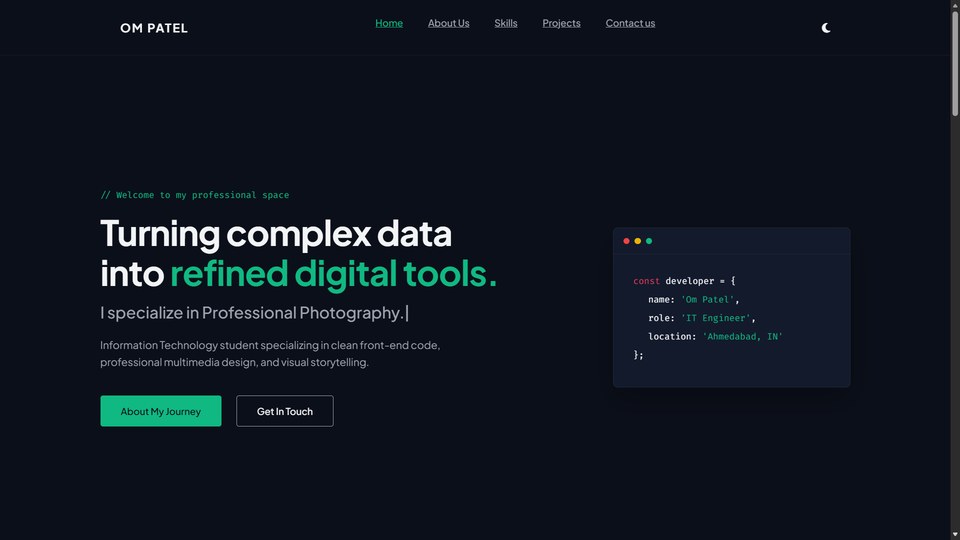 OM PATEL
Home About Us Skills Projects Contact us
// Welcome to my professional space
Turning complex data
into refined digital tools.
I specialize in Professional Photography.|
Information Technology student specializing in clean front-end code,
professional multimedia design, and visual storytelling.
About My Journey Get In Touch
const developer = {
name: 'Om Patel',
role: 'IT Engineer',
location: 'Ahmedabad, IN'
};